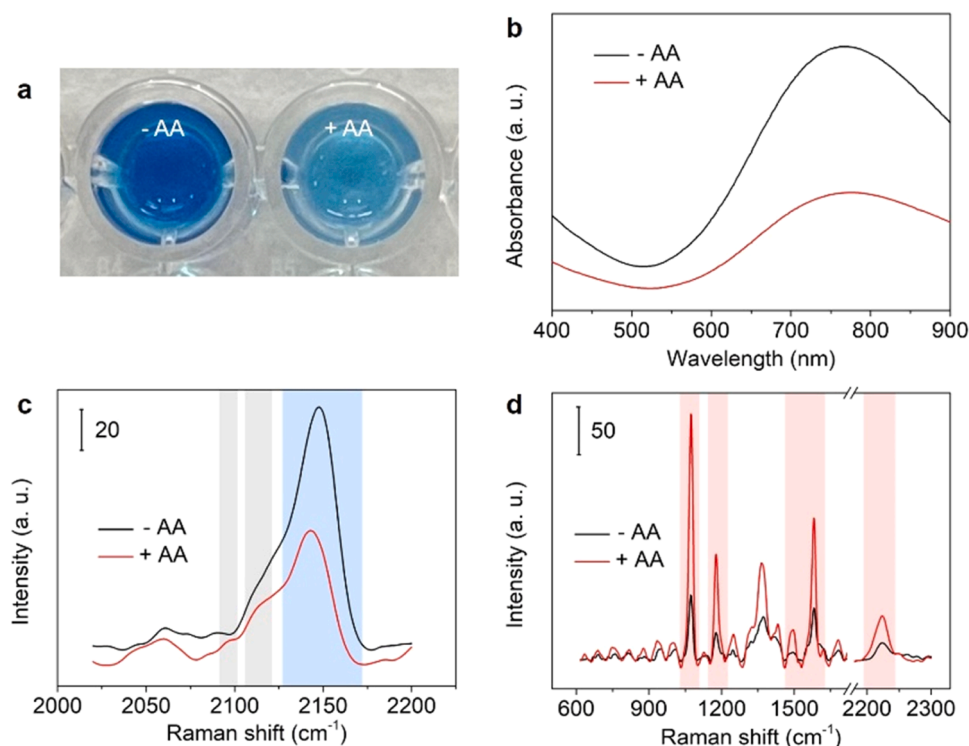 a
- AA
+ AA
b
- AA
+ AA
Absorbance (a. u.)
400 500 600 700 800 900
Wavelength (nm)
c
20
- AA
+ AA
Intensity (a. u.)
2000 2050 2100 2150 2200
Raman shift (cm⁻¹)
d
50
- AA
+ AA
Intensity (a. u.)
600 900 1200 1500 2200 2300
Raman shift (cm⁻¹)